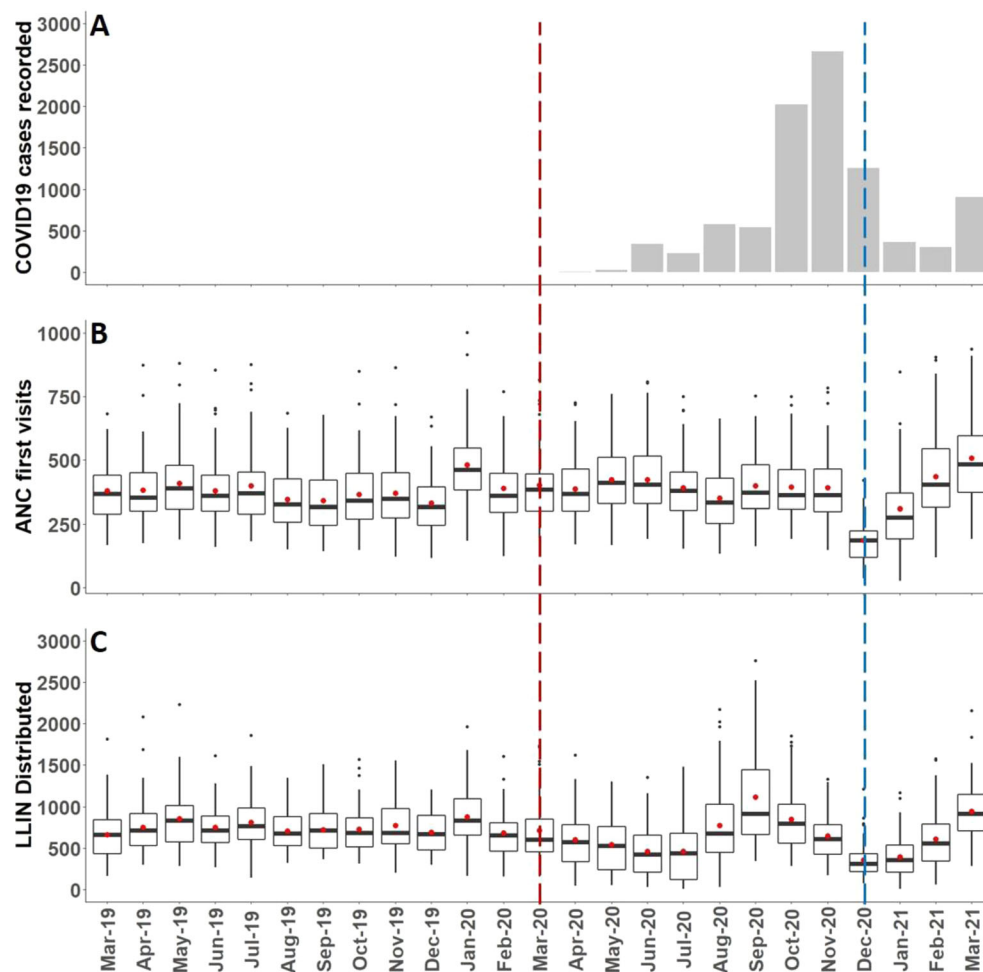 A
COVID19 cases recorded
3000
2500
2000
1500
1000
500
0
B
ANC first visits
1000
750
500
250
0
C
LLIN Distributed
3000
2500
2000
1500
1000
500
0
Mar-19
Apr-19
May-19
Jun-19
Jul-19
Aug-19
Sep-19
Oct-19
Nov-19
Dec-19
Jan-20
Feb-20
Mar-20
Apr-20
May-20
Jun-20
Jul-20
Aug-20
Sep-20
Oct-20
Nov-20
Dec-20
Jan-21
Feb-21
Mar-21